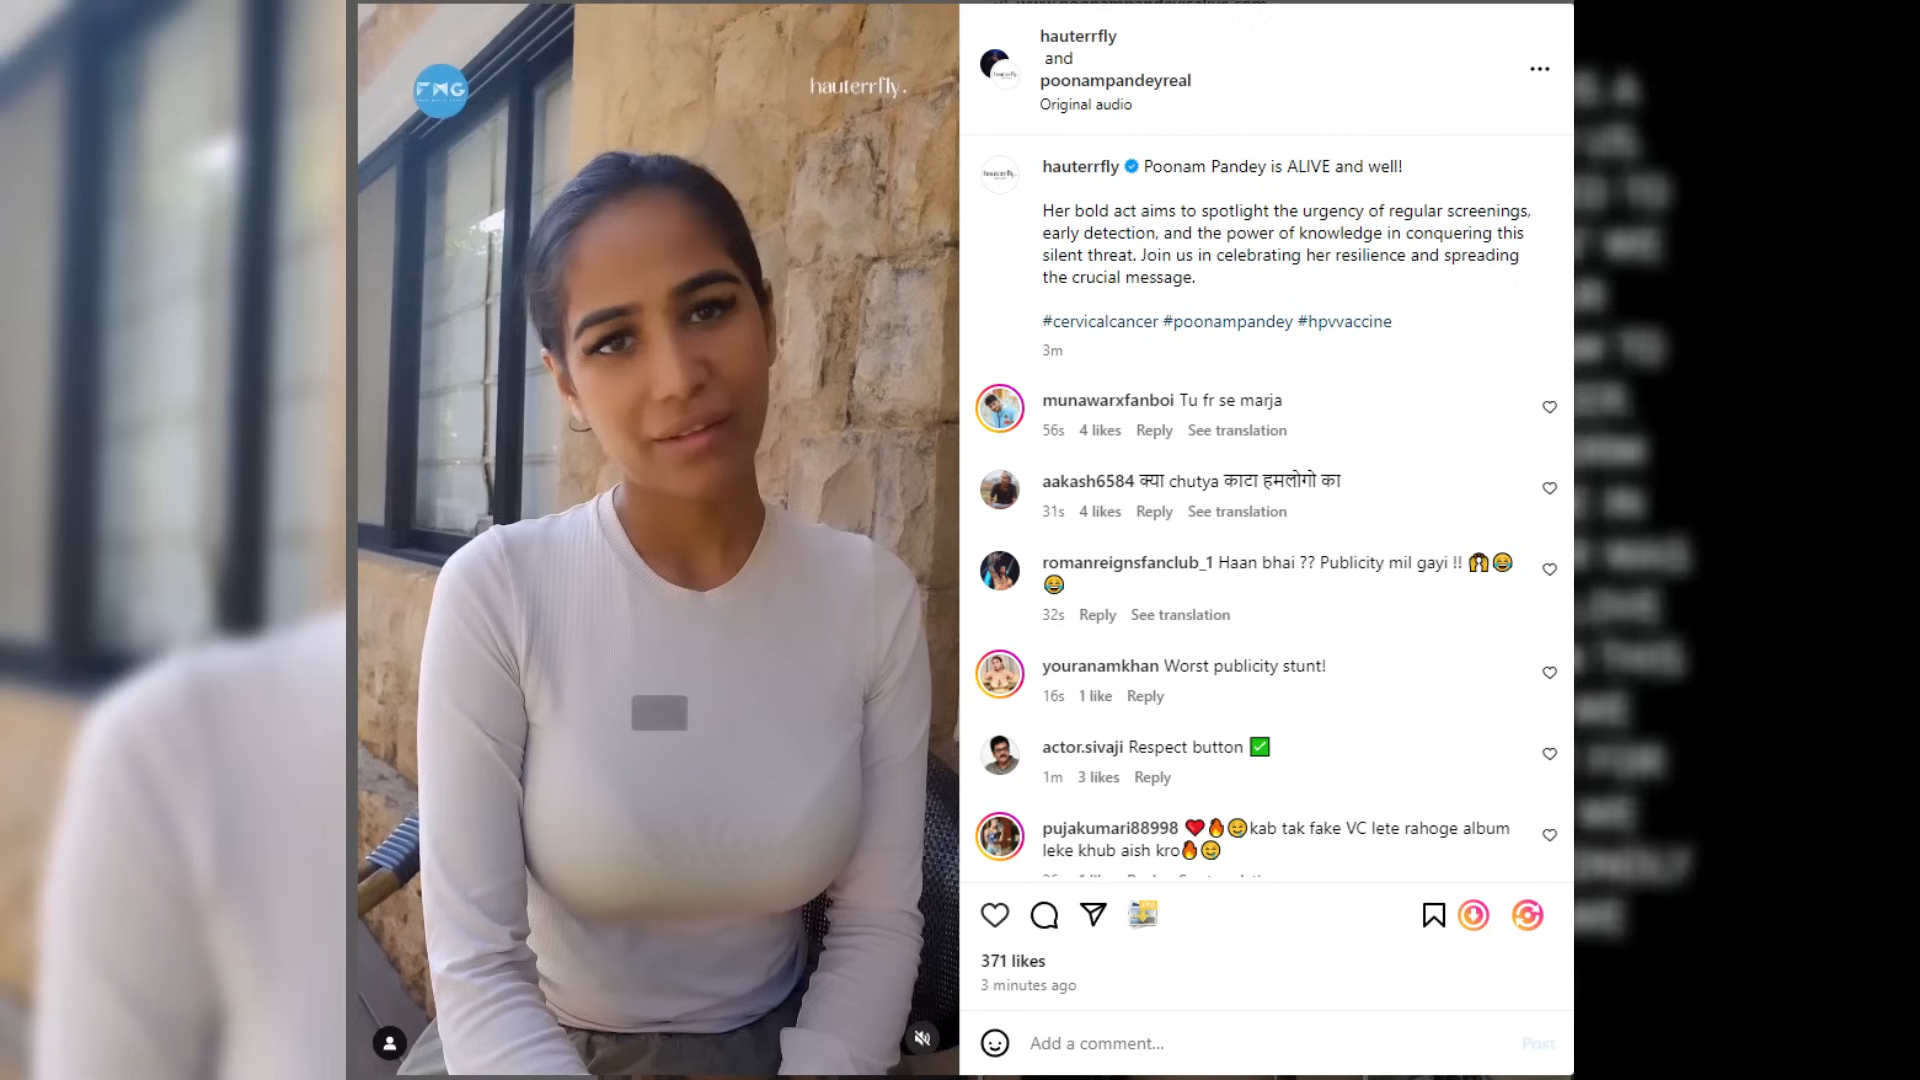 FMG
hauterrfly.
hauterrfly
and
poonampandeyreal
Original audio
hauterrfly Poonam Pandey is ALIVE and well!
Her bold act aims to spotlight the urgency of regular screenings,
early detection, and the power of knowledge in conquering this
silent threat. Join us in celebrating her resilience and spreading
the crucial message.
#cervicalcancer #poonampandey #hpvvaccine
3m
munawarxfanboi Tu fr se marja
56s 4 likes Reply See translation
aakash6584 क्या chutya काटा हमलोगो का
31s 4 likes Reply See translation
romanreignsfanclub_1 Haan bhai ?? Publicity mil gayi !! 🙌😂
😂
32s Reply See translation
youranamkhan Worst publicity stunt!
16s 1 like Reply
actor.sivaji Respect button ✅
1m 3 likes Reply
pujakumari88998 ❤️🔥😊kab tak fake VC lete rahoge album
leke khub aish kro🔥😊
371 likes
3 minutes ago
Add a comment...
Post